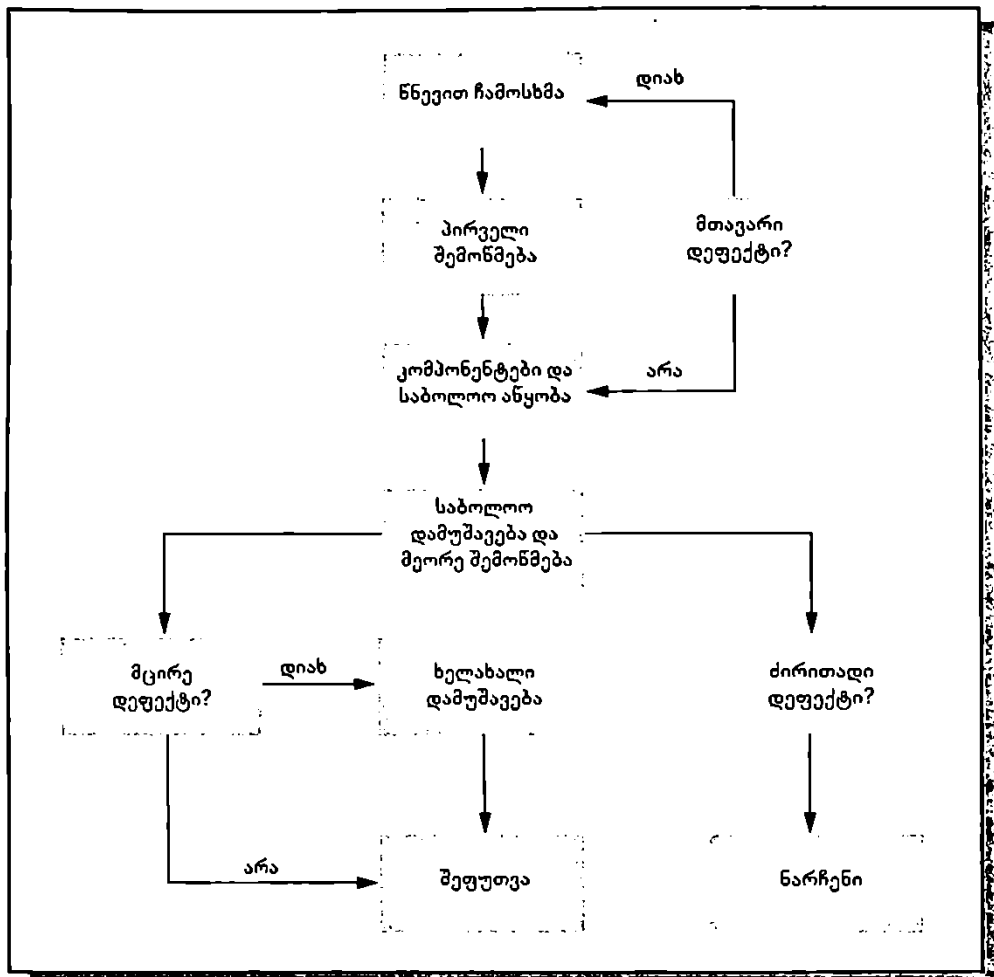 წნევით ჩამოსხმა
დიახ
პირველი
შემოწმება
მთავარი
დეფექტი?
კომპონენტები და
საბოლოო აწყობა
არა
საბოლოო
დამუშავება და
მეორე შემოწმება
მცირე
დეფექტი?
დიახ
ხელახალი
დამუშავება
ძირითადი
დეფექტი?
არა
შეფუთვა
ნარჩენი